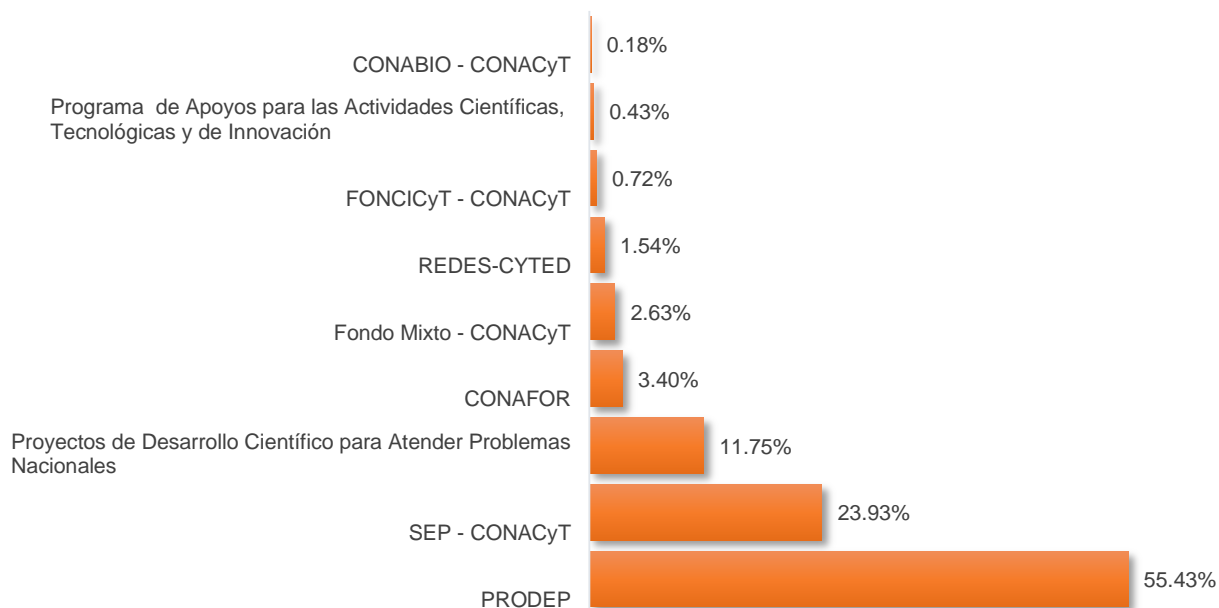 0.18%
CONABIO - CONACyT
Programa de Apoyos para las Actividades Científicas,
Tecnológicas y de Innovación
0.43%
0.72%
FONCICyT - CONACyT
1.54%
REDES-CYTED
2.63%
Fondo Mixto - CONACyT
3.40%
CONAFOR
Proyectos de Desarrollo Científico para Atender Problemas
Nacionales
11.75%
23.93%
SEP - CONACyT
55.43%
PRODEP